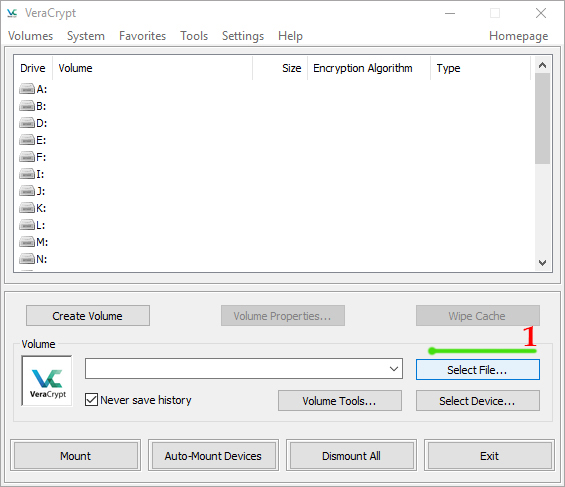 VeraCrypt
Volumes System Favorites Tools Settings Help Homepage
Drive Volume Size Encryption Algorithm Type
A:
B:
D:
E:
F:
I:
J:
K:
L:
M:
N:
Create Volume Volume Properties... Wipe Cache
1
Volume
Select File...
VeraCrypt
Never save history Volume Tools... Select Device...
Mount Auto-Mount Devices Dismount All Exit